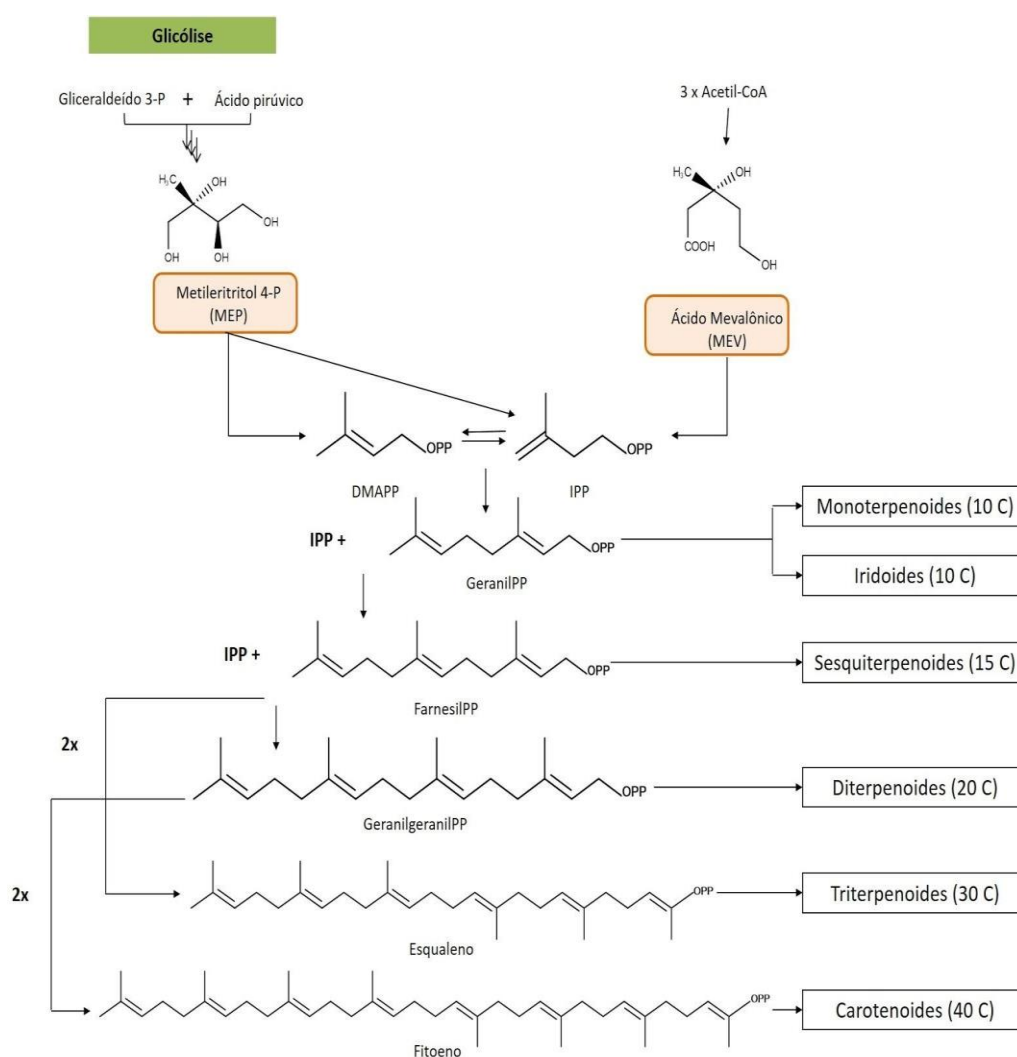 Glicólise
Gliceraldeído 3-P + Ácido pirúvico
3 x Acetil-CoA
H₃C OH
OH
OH OH
Metileritritol 4-P
(MEP)
H₃C OH
COOH
OH
Ácido Mevalônico
(MEV)
OPP
DMAPP
OPP
IPP
IPP +
OPP
GeranilPP
Monoterpenoides (10 C)
Iridoides (10 C)
IPP +
OPP
FarnesilPP
Sesquiterpenoides (15 C)
2x
OPP
GeranilgeranilPP
Diterpenoides (20 C)
2x
OPP
Esqualeno
Triterpenoides (30 C)
OPP
Fitoeno
Carotenoides (40 C)